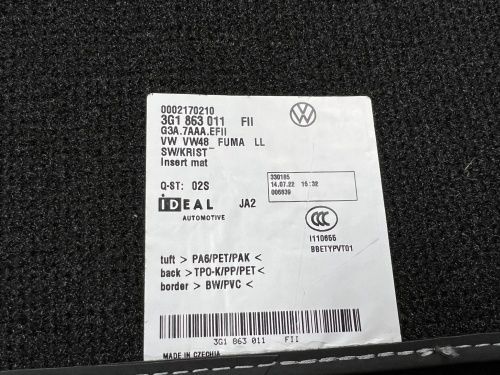 0002170210
3G1 863 011 FII
G3A.7AAA.EFII
VW VW48_FUMA LL
SW/KRIST
Insert mat
Q-ST: 02S
330185
14.07.22 15:32
006639
IDEAL JA2
AUTOMOTIVE
CCC
I110655
BBETYPVT01
tuft > PA6/PET/PAK <
back > TPO-K/PP/PET <
border > BW/PVC <
3G1 863 011 FII
MADE IN CZECHIA